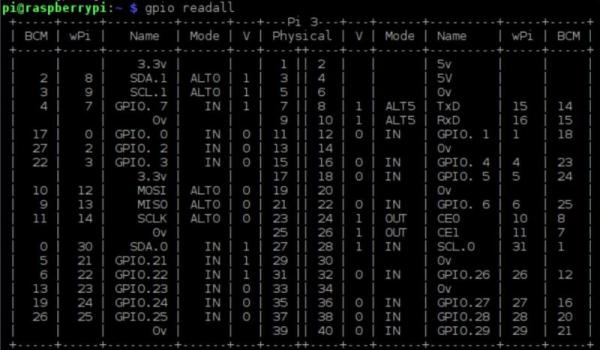 pi@raspberrypi:~ $ gpio readall
+-----+-----+---------+------+---+---Pi 3---+---+------+---------+-----+-----+
| BCM | wPi | Name | Mode | V | Physical | V | Mode | Name | wPi | BCM |
+-----+-----+---------+------+---+----++----+---+------+---------+-----+-----+
| | | 3.3v | | | 1 || 2 | | | 5v | | |
| 2 | 8 | SDA.1 | ALT0 | 1 | 3 || 4 | | | 5V | | |
| 3 | 9 | SCL.1 | ALT0 | 1 | 5 || 6 | | | 0v | | |
| 4 | 7 | GPIO. 7 | IN | 1 | 7 || 8 | 1 | ALT5 | TxD | 15 | 14 |
| | | 0v | | | 9 || 10 | 1 | ALT5 | RxD | 16 | 15 |
| 17 | 0 | GPIO. 0 | IN | 0 | 11 || 12 | 0 | IN | GPIO. 1 | 1 | 18 |
| 27 | 2 | GPIO. 2 | IN | 0 | 13 || 14 | | | 0v | | |
| 22 | 3 | GPIO. 3 | IN | 0 | 15 || 16 | 0 | IN | GPIO. 4 | 4 | 23 |
| | | 3.3v | | | 17 || 18 | 0 | IN | GPIO. 5 | 5 | 24 |
| 10 | 12 | MOSI | ALT0 | 0 | 19 || 20 | | | 0v | | |
| 9 | 13 | MISO | ALT0 | 0 | 21 || 22 | 0 | IN | GPIO. 6 | 6 | 25 |
| 11 | 14 | SCLK | ALT0 | 0 | 23 || 24 | 1 | OUT | CE0 | 10 | 8 |
| | | 0v | | | 25 || 26 | 1 | OUT | CE1 | 11 | 7 |
| 0 | 30 | SDA.0 | IN | 1 | 27 || 28 | 1 | IN | SCL.0 | 31 | 1 |
| 5 | 21 | GPIO.21 | IN | 1 | 29 || 30 | | | 0v | | |
| 6 | 22 | GPIO.22 | IN | 1 | 31 || 32 | 0 | IN | GPIO.26 | 26 | 12 |
| 13 | 23 | GPIO.23 | IN | 0 | 33 || 34 | | | 0v | | |
| 19 | 24 | GPIO.24 | IN | 0 | 35 || 36 | 0 | IN | GPIO.27 | 27 | 16 |
| 26 | 25 | GPIO.25 | IN | 0 | 37 || 38 | 0 | IN | GPIO.28 | 28 | 20 |
| | | 0v | | | 39 || 40 | 0 | IN | GPIO.29 | 29 | 21 |
+-----+-----+---------+------+---+----++----+---+------+---------+-----+-----+